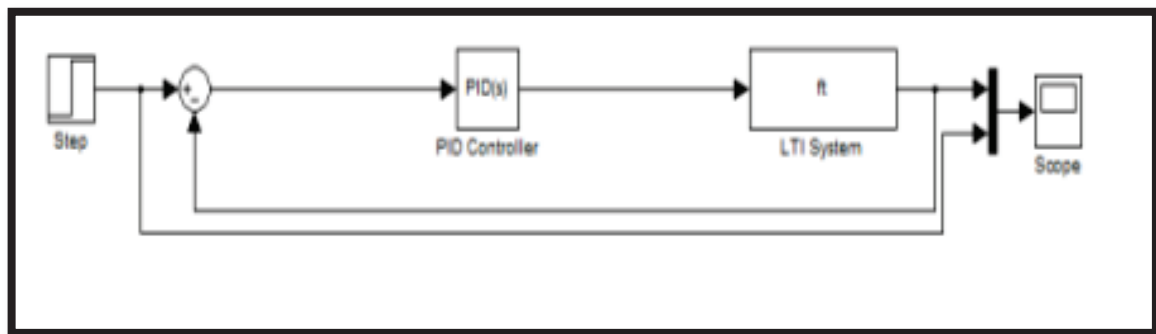 PID(s)
ft
Step
PID Controller
LTI System
Scope